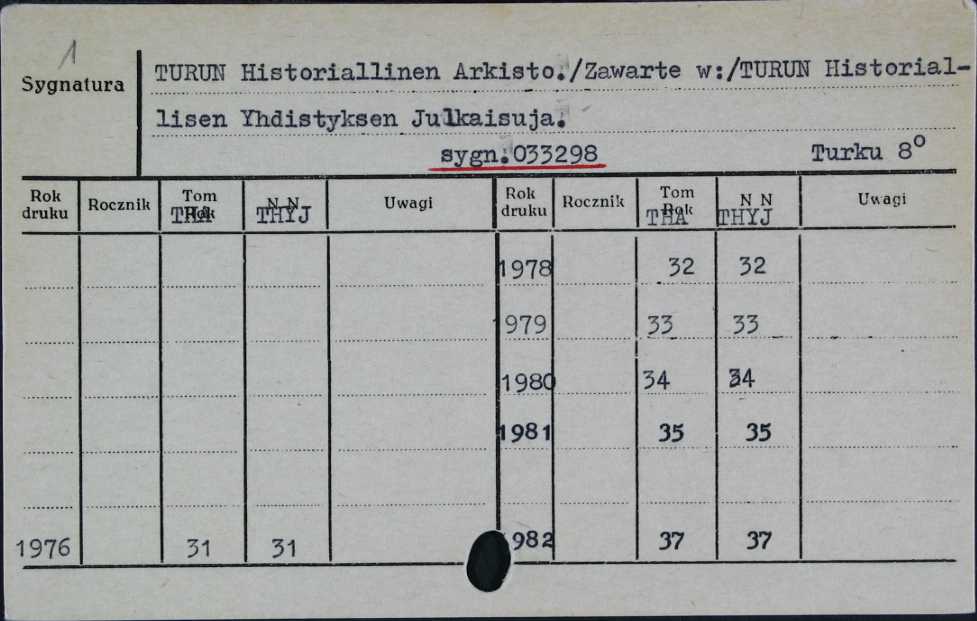 1
Sygnatura
TURUN Historiallinen Arkisto./Zawarte w:/TURUN Historial-
lisen Yhdistyksen Julkaisuja.
sygn.033298
Turku 8°
Rok druku Rocznik Tom Rok THA N N THYJ Uwagi Rok druku Rocznik Tom Rok THA N N THYJ Uwagi
1978 32 32
979 33 33
1980 34 34
1981 35 35
1976 31 31 982 37 37